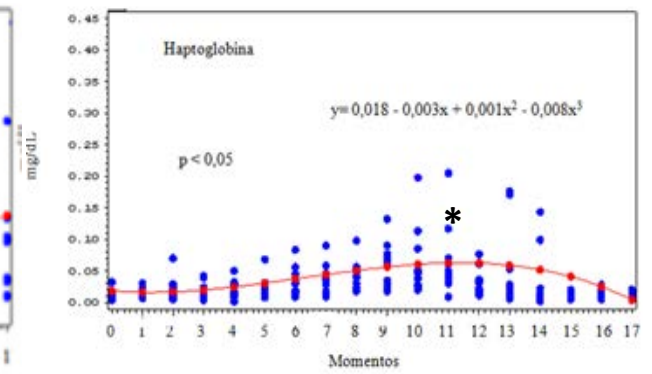 Haptoglobina
y= 0,018 - 0,003x + 0,001x² - 0,008x³
p < 0,05
*
mg/dL
0.45
0.40
0.35
0.30
0.25
0.20
0.15
0.10
0.05
0.00
0 1 2 3 4 5 6 7 8 9 10 11 12 13 14 15 16 17
Momentos
1